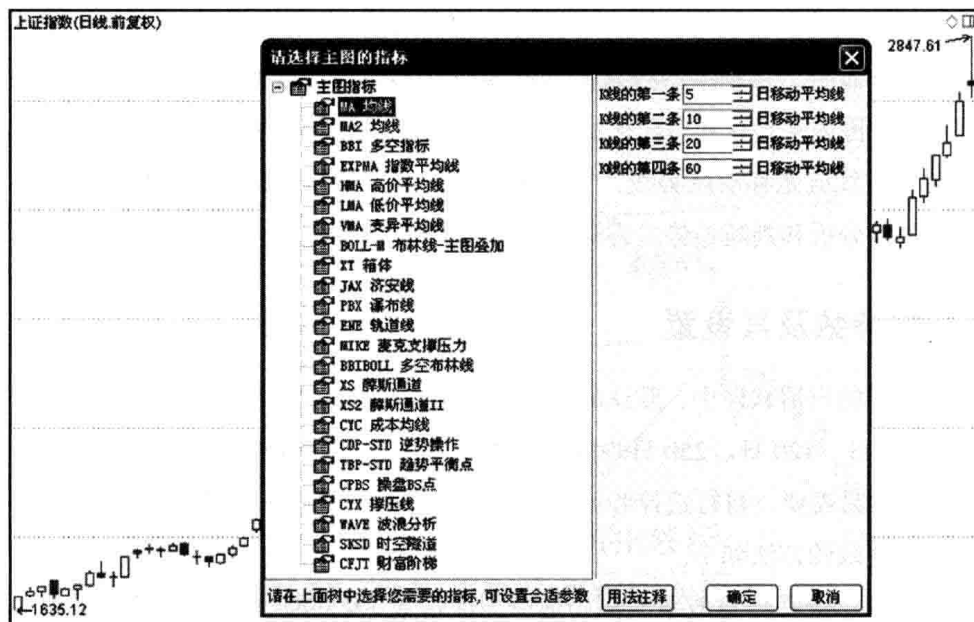 上证指数(日线.前复权)
2847.61
请选择主图的指标
主图指标
MA 均线
MA2 均线
BBI 多空指标
EXPMA 指数平均线
HMA 高价平均线
LMA 低价平均线
VMA 变异平均线
BOLL-M 布林线-主图叠加
XT 箱体
JAX 济安线
PBX 瀑布线
ENE 轨道线
MIKE 麦克支撑压力
BBIBOLL 多空布林线
XS 薛斯通道
XS2 薛斯通道II
CYC 成本均线
CDP-STD 逆势操作
TBP-STD 趋势平衡点
CPBS 操盘BS点
CYX 撑压线
WAVE 波浪分析
SKSD 时空隧道
CFJT 财富阶梯
K线的第一条 5 日移动平均线
K线的第二条 10 日移动平均线
K线的第三条 20 日移动平均线
K线的第四条 60 日移动平均线
请在上面树中选择您需要的指标,可设置合适参数
用法注释
确定
取消
1635.12